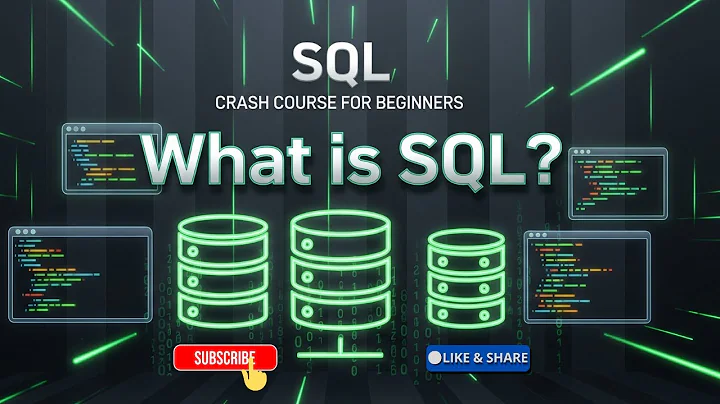 SQL
CRASH COURSE FOR BEGINNERS
What is SQL?
SUBSCRIBE
LIKE & SHARE